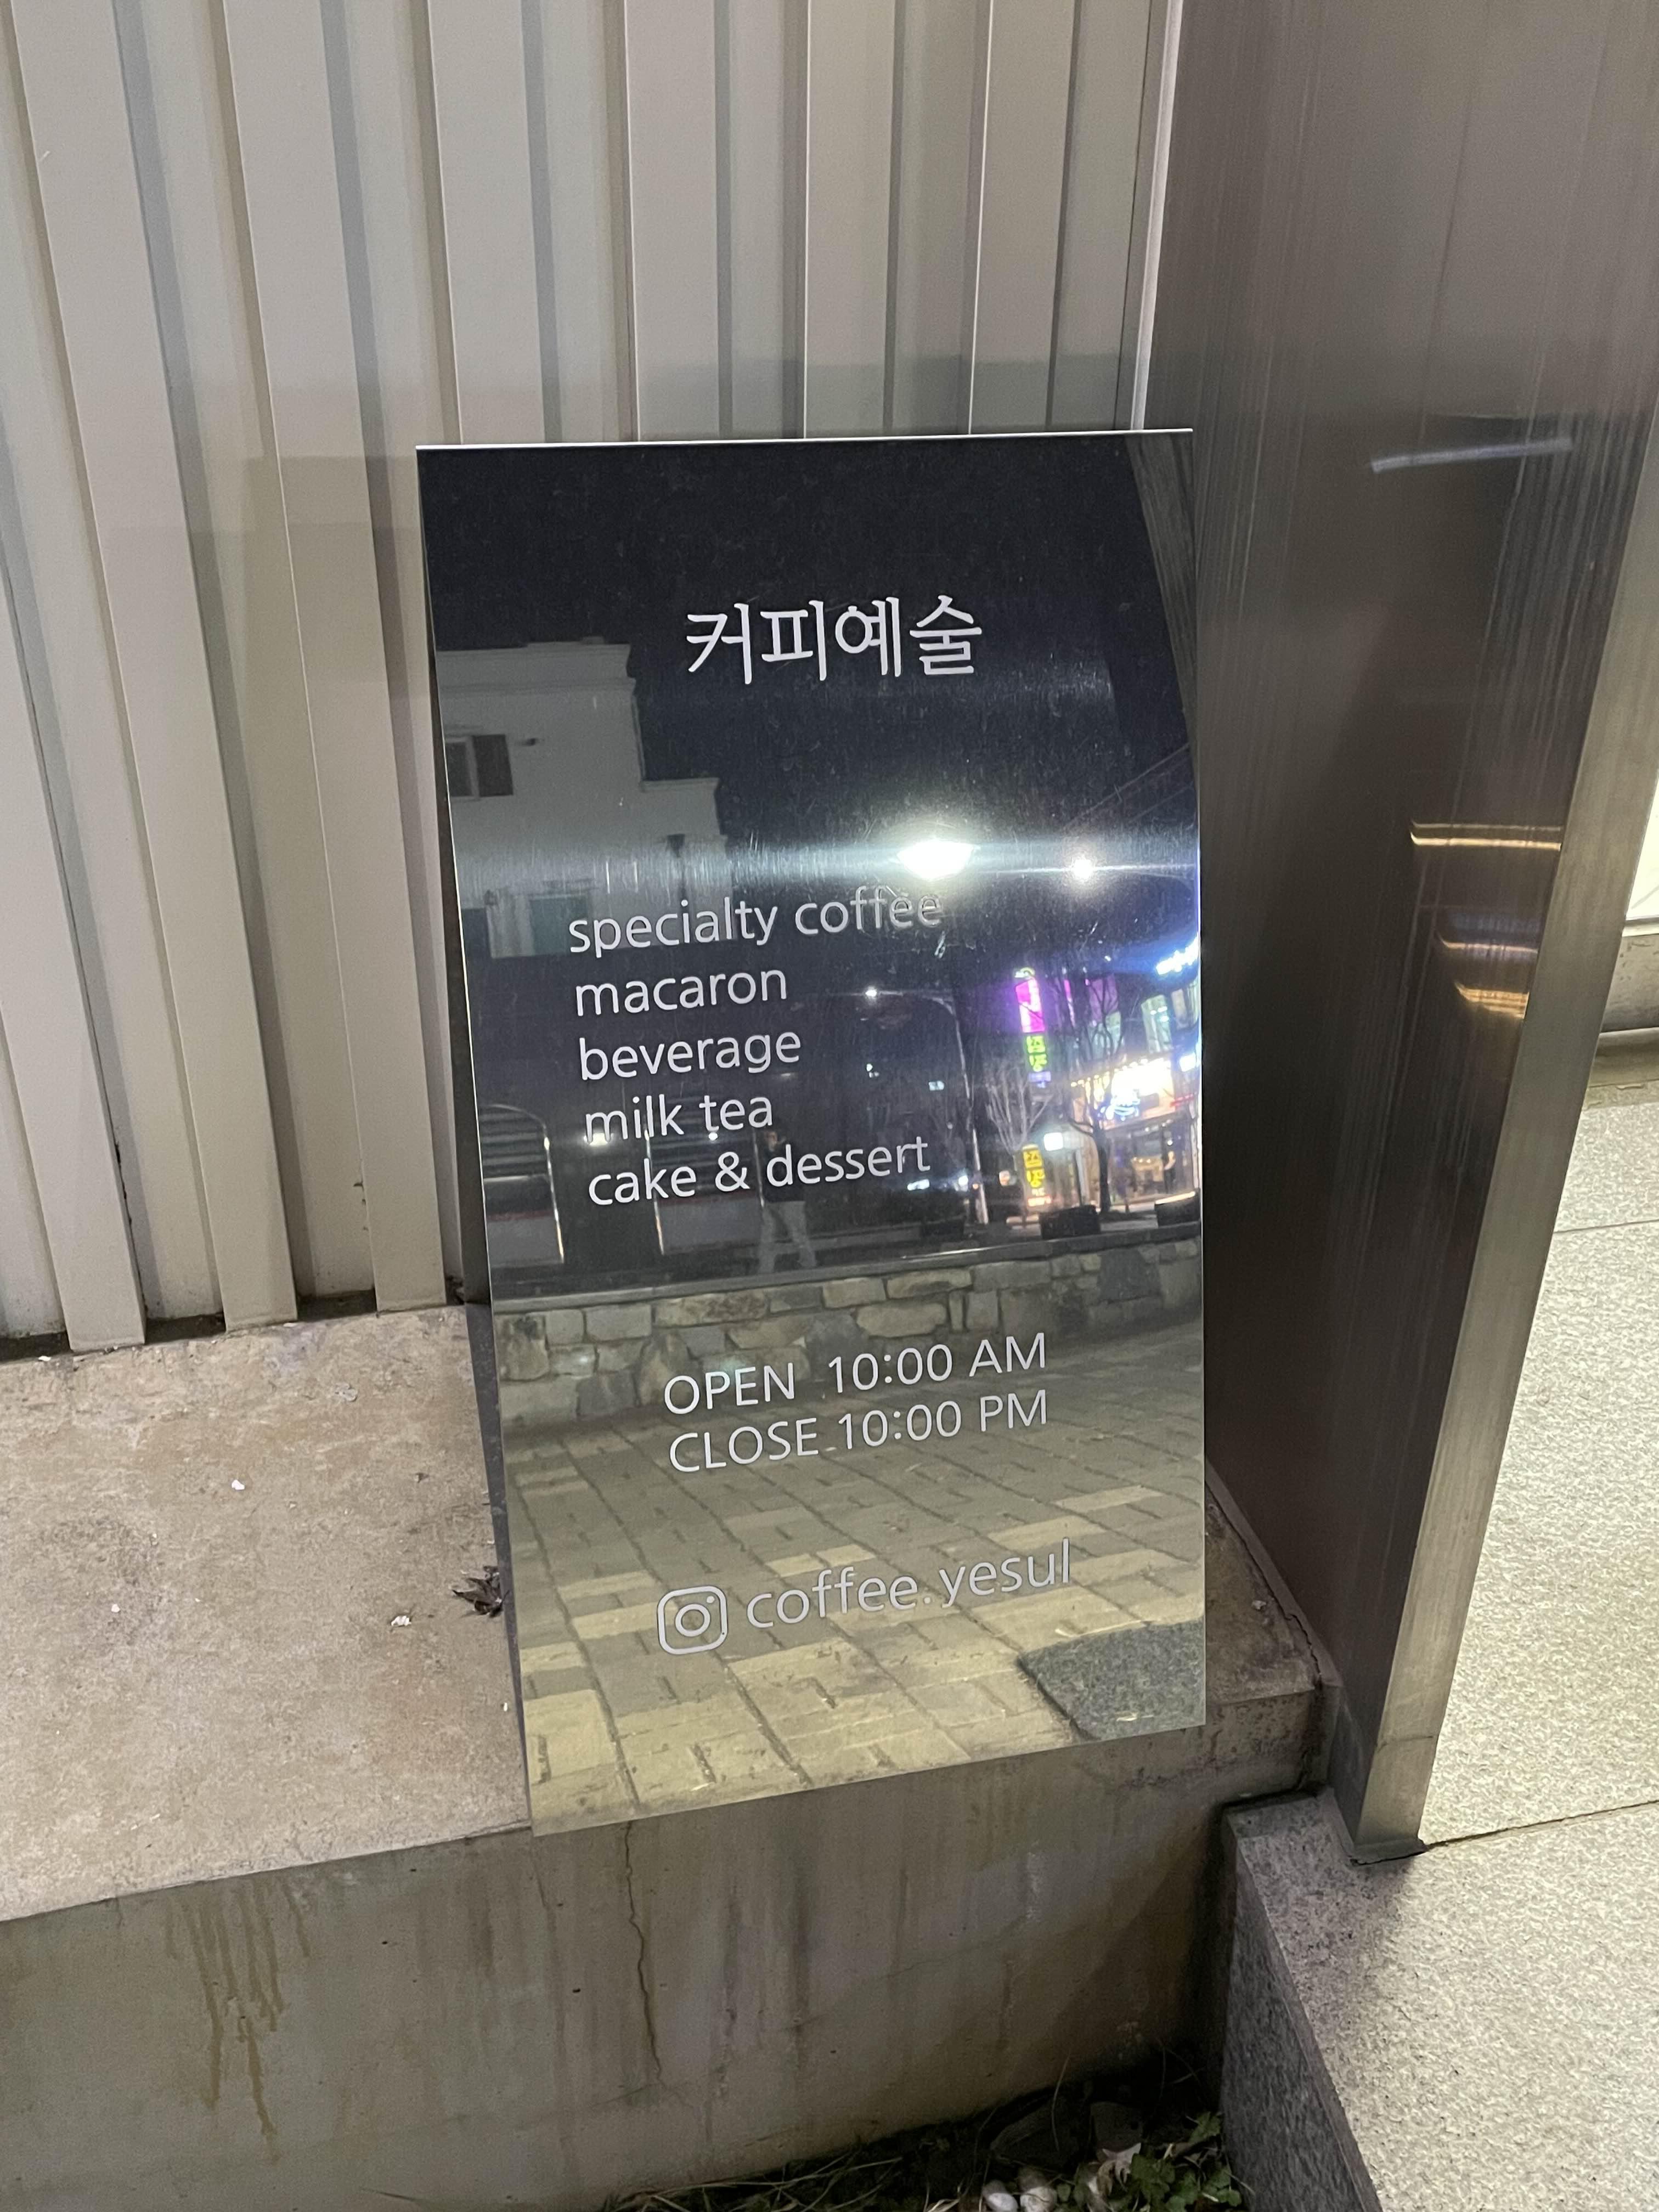 커피예술
specialty coffee
macaron
beverage
milk tea
cake & dessert
OPEN 10:00 AM
CLOSE 10:00 PM
coffee.yesul